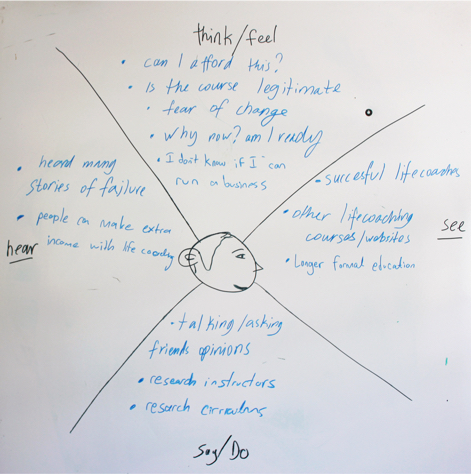 think/feel
• can I afford this?
• Is the course legitimate
• fear of change
• Why now? am I ready
• I don't know if I can
run a business
• heard many
stories of failure
• people can make extra
income with life coaching
hear
• succesful lifecoaches
• other lifecoaching
courses/websites
• Longer formal education
see
• talking/asking
friends opinions
• research instructors
• research
Say/Do